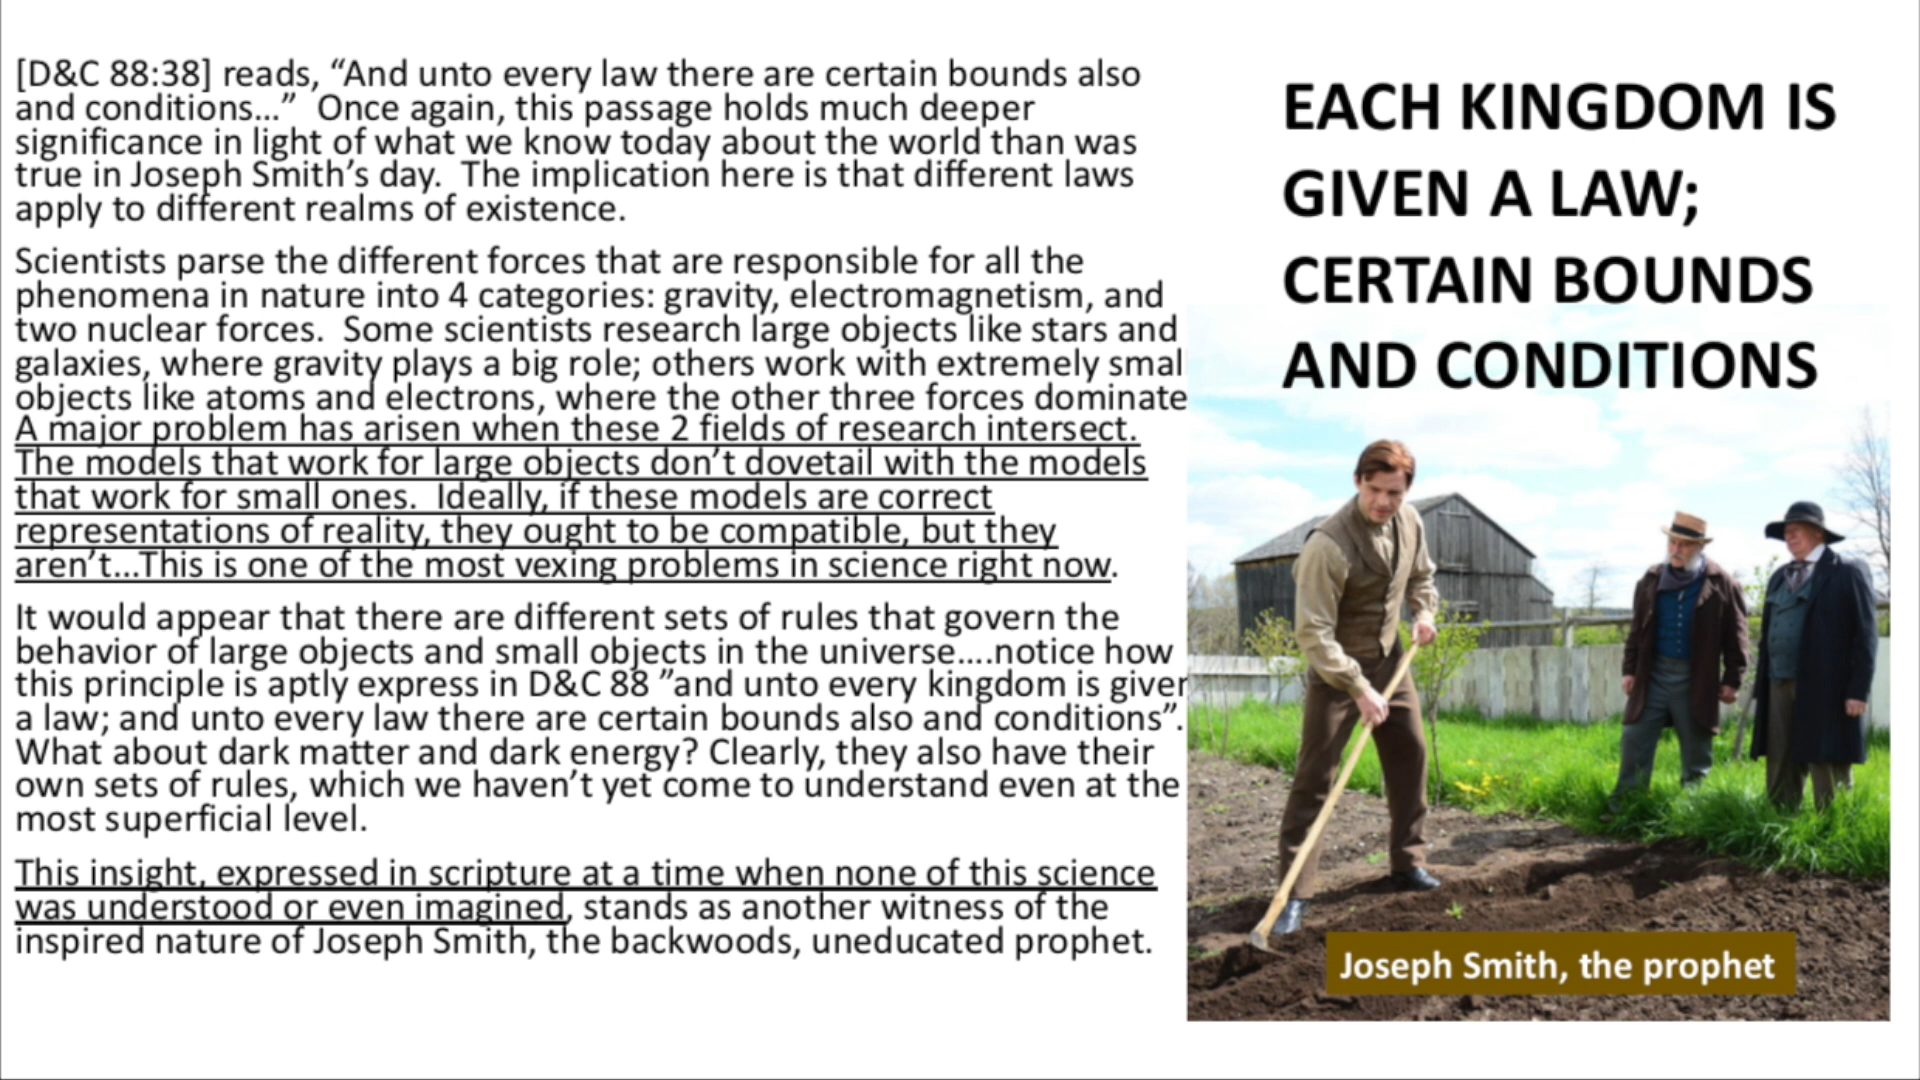 [D&C 88:38] reads, “And unto every law there are certain bounds also
and conditions…”  Once again, this passage holds much deeper
significance in light of what we know today about the world than was
true in Joseph Smith’s day.  The implication here is that different laws
apply to different realms of existence.
Scientists parse the different forces that are responsible for all the
phenomena in nature into 4 categories: gravity, electromagnetism, and
two nuclear forces.  Some scientists research large objects like stars and
galaxies, where gravity plays a big role; others work with extremely smal
objects like atoms and electrons, where the other three forces dominate
A major problem has arisen when these 2 fields of research intersect.
The models that work for large objects don’t dovetail with the models
that work for small ones.  Ideally, if these models are correct
representations of reality, they ought to be compatible, but they
aren’t…This is one of the most vexing problems in science right now.
It would appear that there are different sets of rules that govern the
behavior of large objects and small objects in the universe….notice how
this principle is aptly express in D&C 88 ”and unto every kingdom is giver
a law; and unto every law there are certain bounds also and conditions”.
What about dark matter and dark energy? Clearly, they also have their
own sets of rules, which we haven’t yet come to understand even at the
most superficial level.
This insight, expressed in scripture at a time when none of this science
was understood or even imagined, stands as another witness of the
inspired nature of Joseph Smith, the backwoods, uneducated prophet.
EACH KINGDOM IS
GIVEN A LAW;
CERTAIN BOUNDS
AND CONDITIONS
Joseph Smith, the prophet